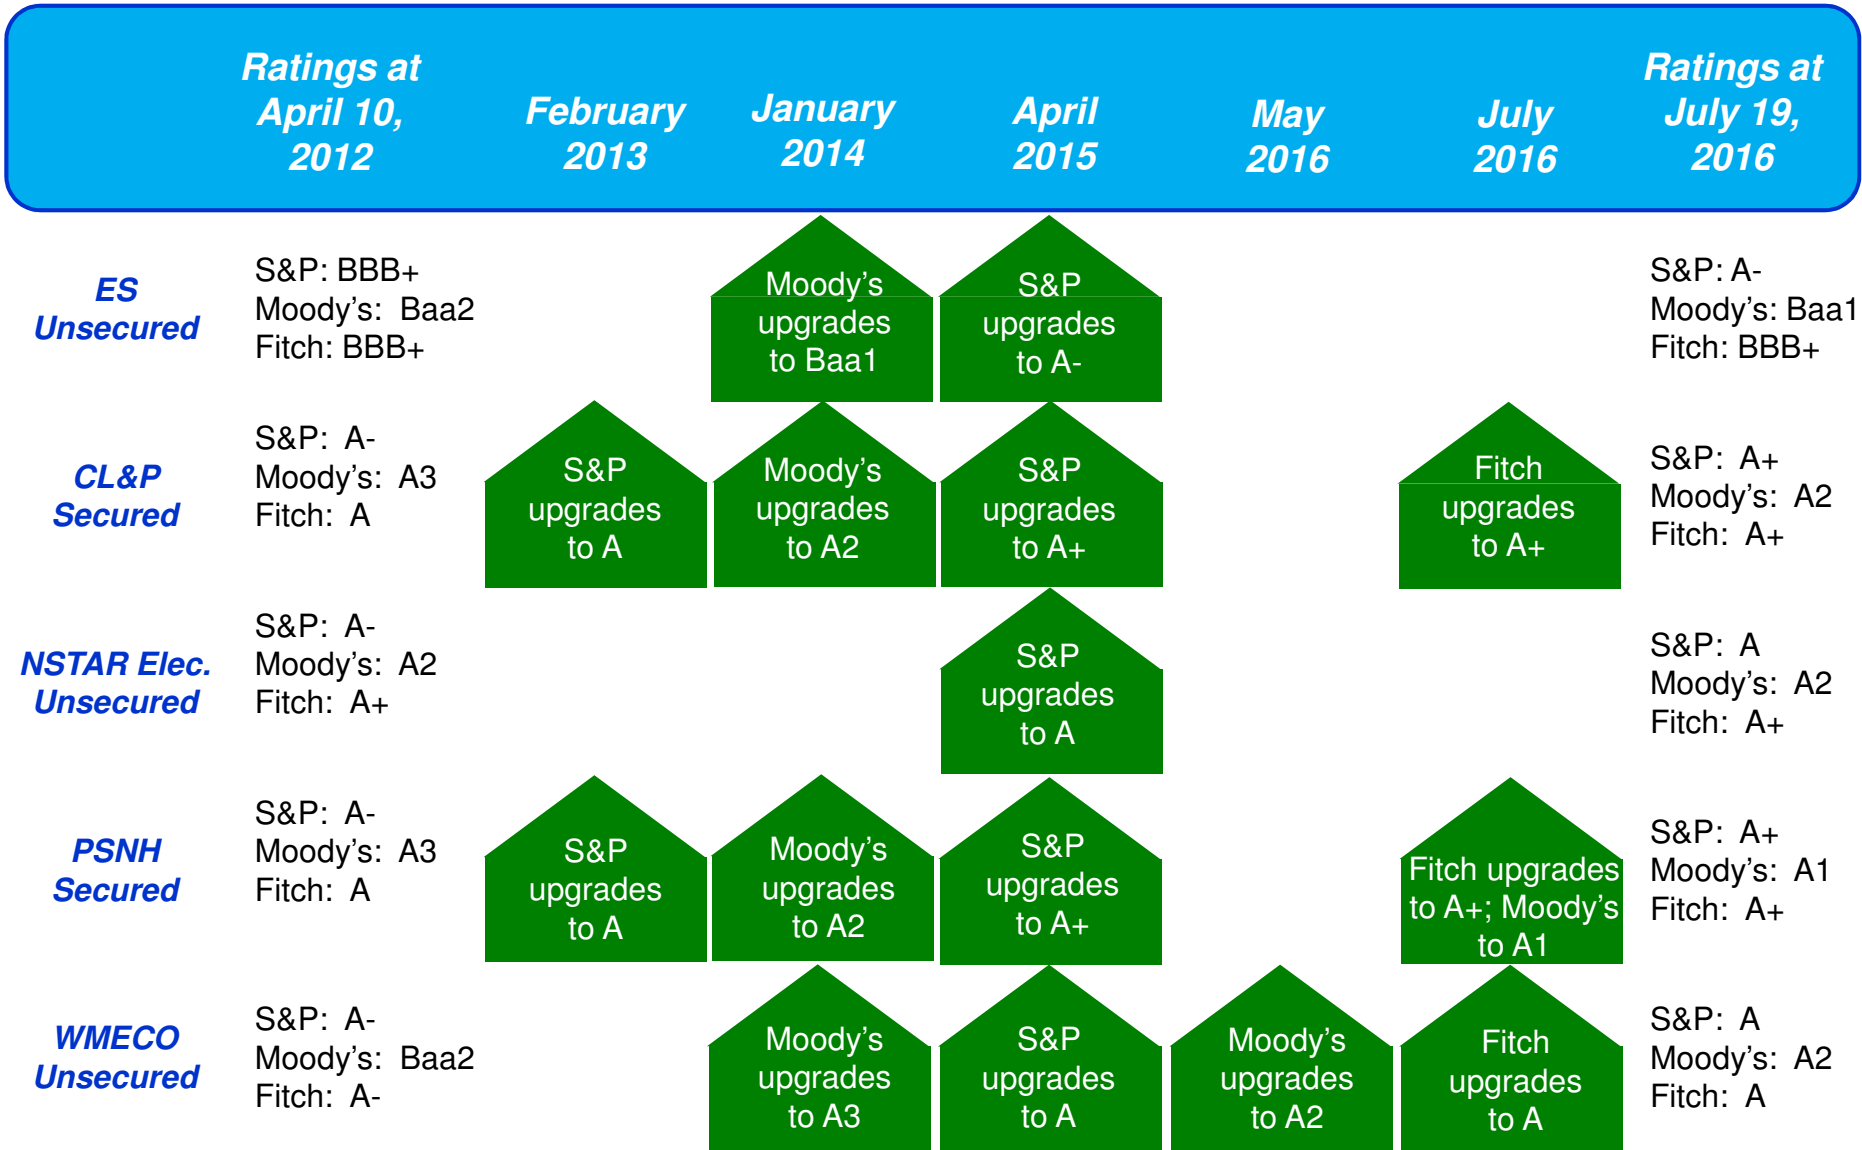 Ratings at
April 10,
2012
February
2013
January
2014
April
2015
May
2016
July
2016
Ratings at
July 19,
2016
ES
Unsecured
S&P: BBB+
Moody's:  Baa2
Fitch: BBB+
Moody's
upgrades
to Baa1
S&P
upgrades
to A-
S&P: A-
Moody's: Baa1
Fitch: BBB+
CL&P
Secured
S&P:  A-
Moody's:  A3
Fitch:  A
S&P
upgrades
to A
Moody's
upgrades
to A2
S&P
upgrades
to A+
Fitch
upgrades
to A+
S&P:  A+
Moody's:  A2
Fitch:  A+
NSTAR Elec.
Unsecured
S&P:  A-
Moody's:  A2
Fitch:  A+
S&P
upgrades
to A
S&P:  A
Moody's:  A2
Fitch:  A+
PSNH
Secured
S&P:  A-
Moody's:  A3
Fitch:  A
S&P
upgrades
to A
Moody's
upgrades
to A2
S&P
upgrades
to A+
Fitch upgrades
to A+; Moody's
to A1
S&P:  A+
Moody's:  A1
Fitch:  A+
WMECO
Unsecured
S&P:  A-
Moody's:  Baa2
Fitch:  A-
Moody's
upgrades
to A3
S&P
upgrades
to A
Moody's
upgrades
to A2
Fitch
upgrades
to A
S&P:  A
Moody's:  A2
Fitch:  A